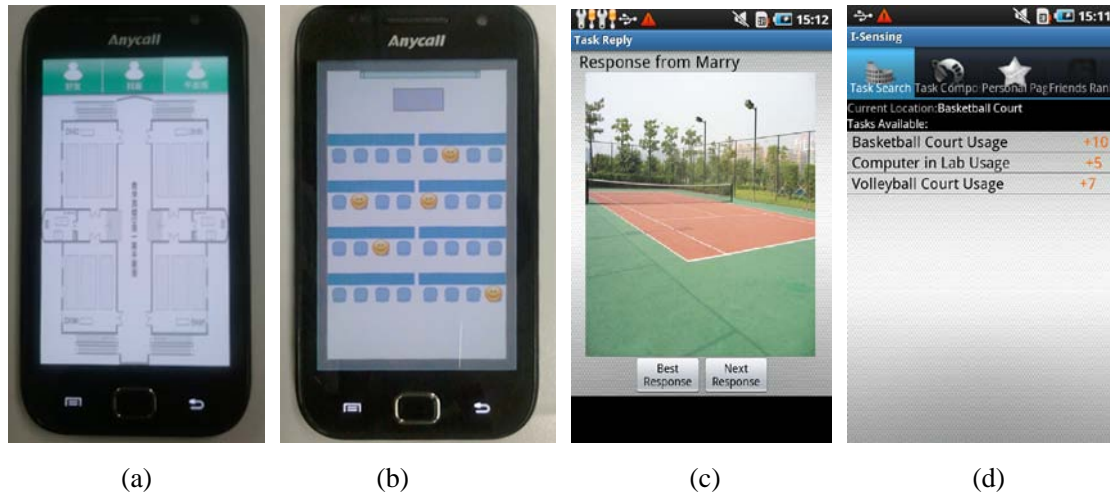 Anycall
Anycall
15:12
Task Reply
Response from Marry
Best Response
Next Response
15:11
I-Sensing
Task Search Task Compo Personal Pag Friends Ran
Current Location:Basketball Court
Tasks Available:
Basketball Court Usage +10
Computer in Lab Usage +5
Volleyball Court Usage +7
(a) (b) (c) (d)